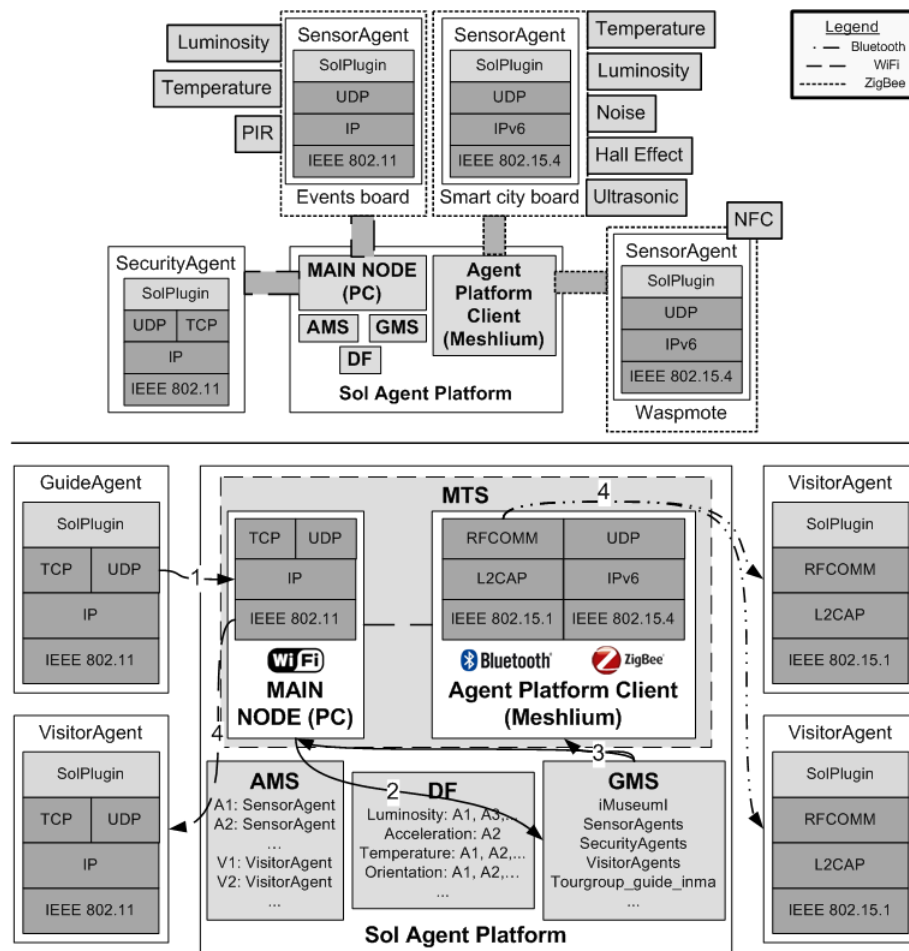 Luminosity
Temperature
PIR
SensorAgent
SolPlugin
UDP
IP
IEEE 802.11
Events board
SensorAgent
SolPlugin
UDP
IPv6
IEEE 802.15.4
Smart city board
Temperature
Luminosity
Noise
Hall Effect
Ultrasonic
Legend
Bluetooth
WiFi
ZigBee
SecurityAgent
SolPlugin
UDP TCP
IP
IEEE 802.11
MAIN NODE
(PC)
AMS GMS
DF
Agent
Platform
Client
(Meshlium)
Sol Agent Platform
NFC
SensorAgent
SolPlugin
UDP
IPv6
IEEE 802.15.4
Waspmote
GuideAgent
SolPlugin
TCP UDP
IP
IEEE 802.11
1
VisitorAgent
SolPlugin
TCP UDP
IP
IEEE 802.11
4
MTS
TCP UDP
IP
IEEE 802.11
WiFi
MAIN
NODE (PC)
RFCOMM UDP
L2CAP IPv6
IEEE 802.15.1 IEEE 802.15.4
Bluetooth®
ZigBee
Agent Platform Client
(Meshlium)
4
2
3
AMS
A1: SensorAgent
A2: SensorAgent
...
V1: VisitorAgent
V2: VisitorAgent
...
DF
Luminosity: A1, A3,...
Acceleration: A2
Temperature: A1, A2,...
Orientation: A1, A2,...
...
GMS
iMuseumI
SensorAgents
SecurityAgents
VisitorAgents
Tourgroup_guide_inma
...
Sol Agent Platform
VisitorAgent
SolPlugin
RFCOMM
L2CAP
IEEE 802.15.1
VisitorAgent
SolPlugin
RFCOMM
L2CAP
IEEE 802.15.1